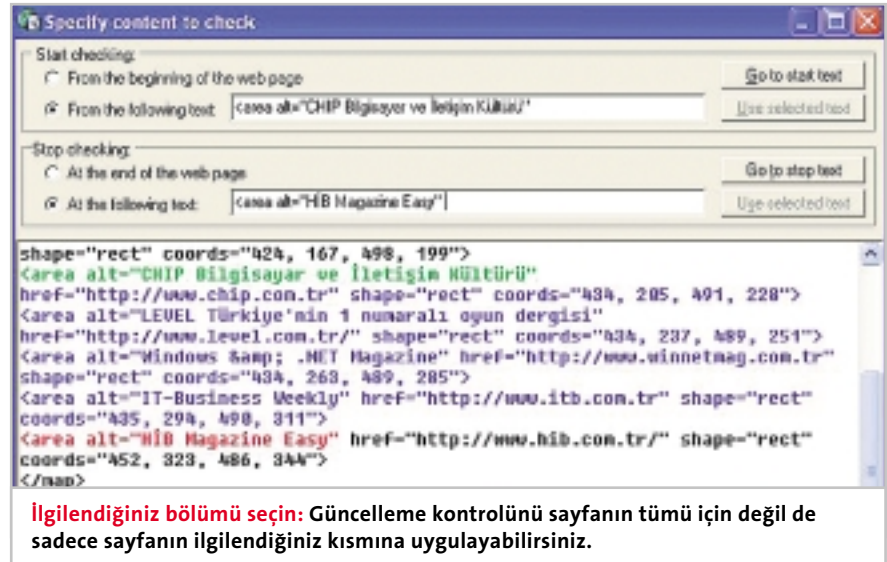 Specify content to check
Start checking:
From the beginning of the web page
Go to start text
From the following text: <area alt="CHIP Bilgisayar ve İletişim Kültürü"
Use selected text
Stop checking:
At the end of the web page
Go to stop text
At the following text: <area alt="HİB Magazine Easy"
Use selected text
shape="rect" coords="424, 167, 498, 199">
<area alt="CHIP Bilgisayar ve İletişim Kültürü"
href="http://www.chip.com.tr" shape="rect" coords="434, 205, 491, 228">
<area alt="LEVEL Türkiye'nin 1 numaralı oyun dergisi"
href="http://www.level.com.tr/" shape="rect" coords="434, 237, 489, 251">
<area alt="Windows &amp; .NET Magazine" href="http://www.winnetmag.com.tr"
shape="rect" coords="434, 263, 489, 285">
<area alt="IT-Business Weekly" href="http://www.itb.com.tr" shape="rect"
coords="435, 294, 490, 311">
<area alt="HİB Magazine Easy" href="http://www.hib.com.tr/" shape="rect"
coords="452, 323, 486, 344">
</map>
İlgilendiğiniz bölümü seçin: Güncelleme kontrolünü sayfanın tümü için değil de
sadece sayfanın ilgilendiğiniz kısmına uygulayabilirsiniz.